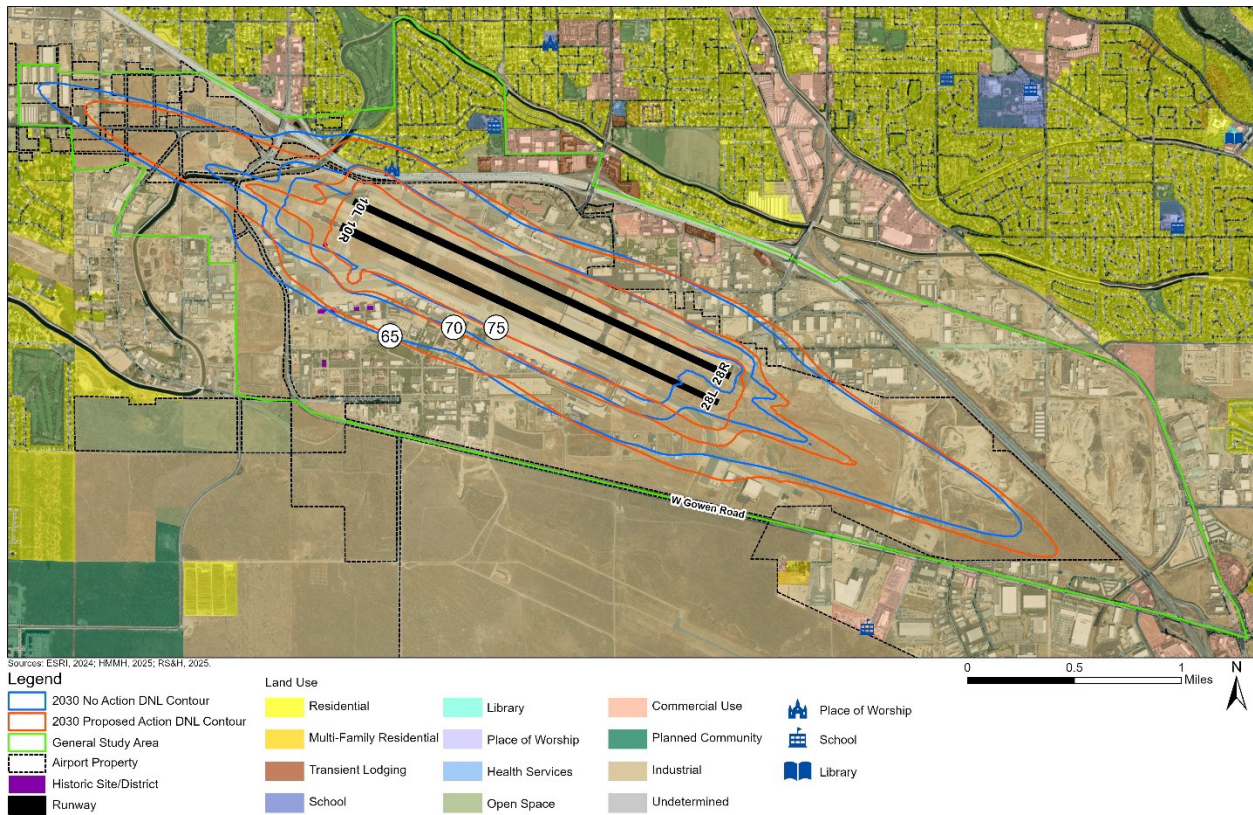 10L 10R
65
70
75
28L 28R
W Gowen Road
Sources: ESRI, 2024; HMMH, 2025; RS&H, 2025.
0 0.5 1
Miles
N
Legend
2030 No Action DNL Contour
2030 Proposed Action DNL Contour
General Study Area
Airport Property
Historic Site/District
Runway
Land Use
Residential
Multi-Family Residential
Transient Lodging
School
Library
Place of Worship
Health Services
Open Space
Commercial Use
Planned Community
Industrial
Undetermined
Place of Worship
School
Library